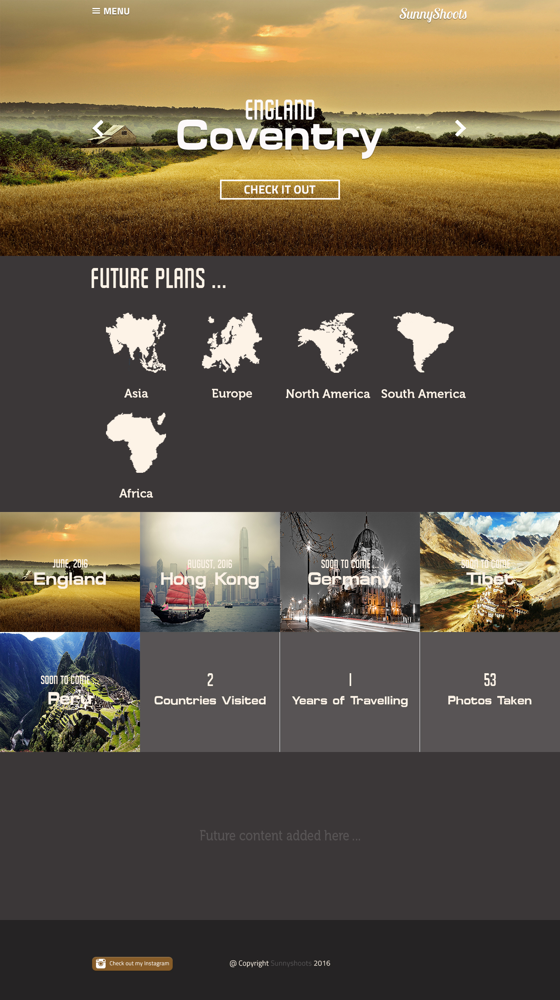 MENU
SunnyShoots
ENGLAND
Coventry
CHECK IT OUT
FUTURE PLANS ...
Asia
Europe
North America
South America
Africa
JUNE, 2016
England
AUGUST, 2016
Hong Kong
SOON TO COME ...
Germany
SOON TO COME ...
Tibet
SOON TO COME ...
Peru
2
Countries Visited
1
Years of Travelling
53
Photos Taken
Future content added here ...
Check out my Instagram
@ Copyright Sunnyshoots 2016